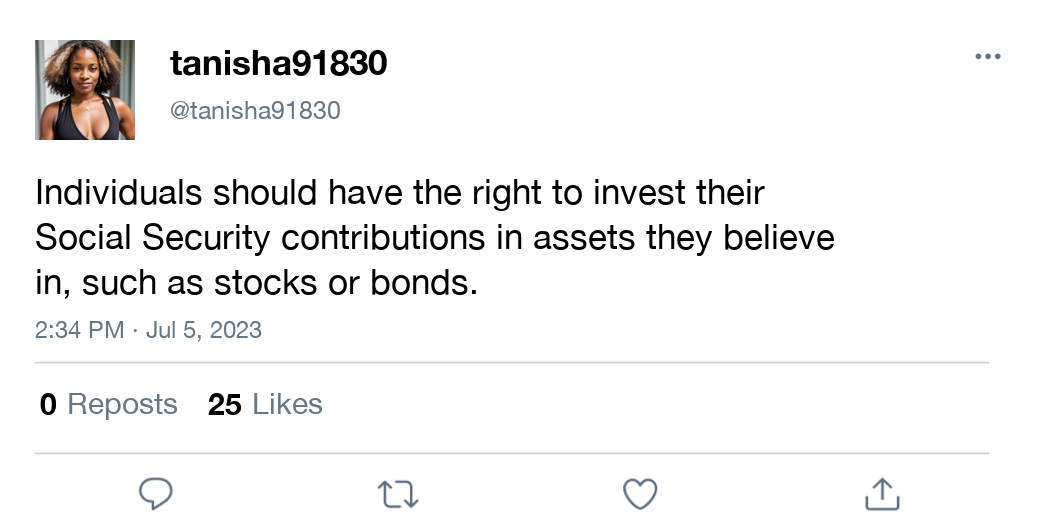 tanisha91830
@tanisha91830
Individuals should have the right to invest their
Social Security contributions in assets they believe
in, such as stocks or bonds.
2:34 PM · Jul 5, 2023
0 Reposts 25 Likes